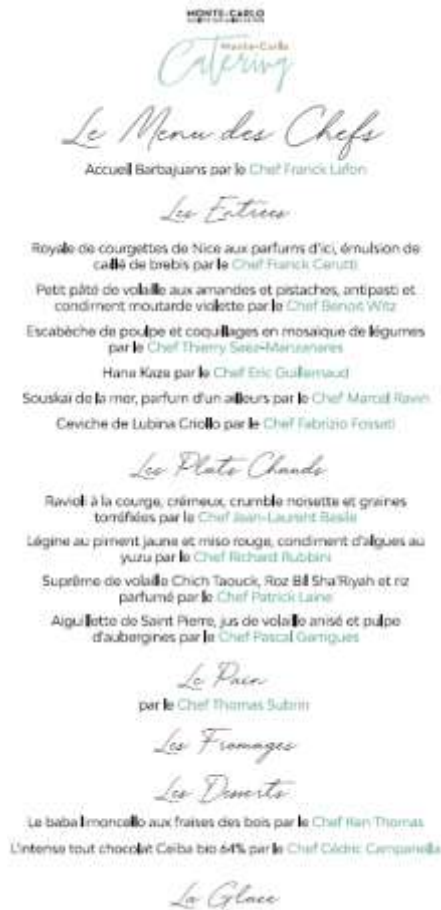 MONTE-CARLO
Monte-Carlo
Catering
Le Menu des Chefs
Accueil Barbajuans par le Chef Franck Lafon
Les Entrées
Royale de courgettes de Nice aux parfums d'ici, émulsion de
caillé de brebis par le Chef Franck Cerutti
Petit pâté de volaille aux amandes et pistaches, antipasti et
condiment moutarde violette par le Chef Benoit Witz
Escabèche de poulpe et coquillages en mosaïque de légumes
par le Chef Thierry Saez-Manzanares
Hana Kaze par le Chef Eric Guillemaud
Souskai de la mer, parfum d'un ailleurs par le Chef Marcel Ravin
Ceviche de Lubina Criollo par le Chef Fabrizio Fossati
Les Plats Chauds
Ravioli à la courge, crémeux, crumble noisette et graines
torréfiées par le Chef Jean-Laurent Basile
Légine au piment jaune et miso rouge, condiment d'algues au
yuzu par le Chef Richard Rubbini
Suprême de volaille Chich Taouck, Roz Bil Sha'Riyah et riz
parfumé par le Chef Patrick Laine
Aiguillette de Saint Pierre, jus de volaille anisé et pulpe
d'aubergines par le Chef Pascal Garrigues
Le Pain
par le Chef Thomas Subrin
Les Fromages
Les Desserts
Le baba limoncello aux fraises des bois par le Chef Thomas
L'intense tout chocolat Ceiba bio 64% par le Chef Cédric Campanella
La Glace